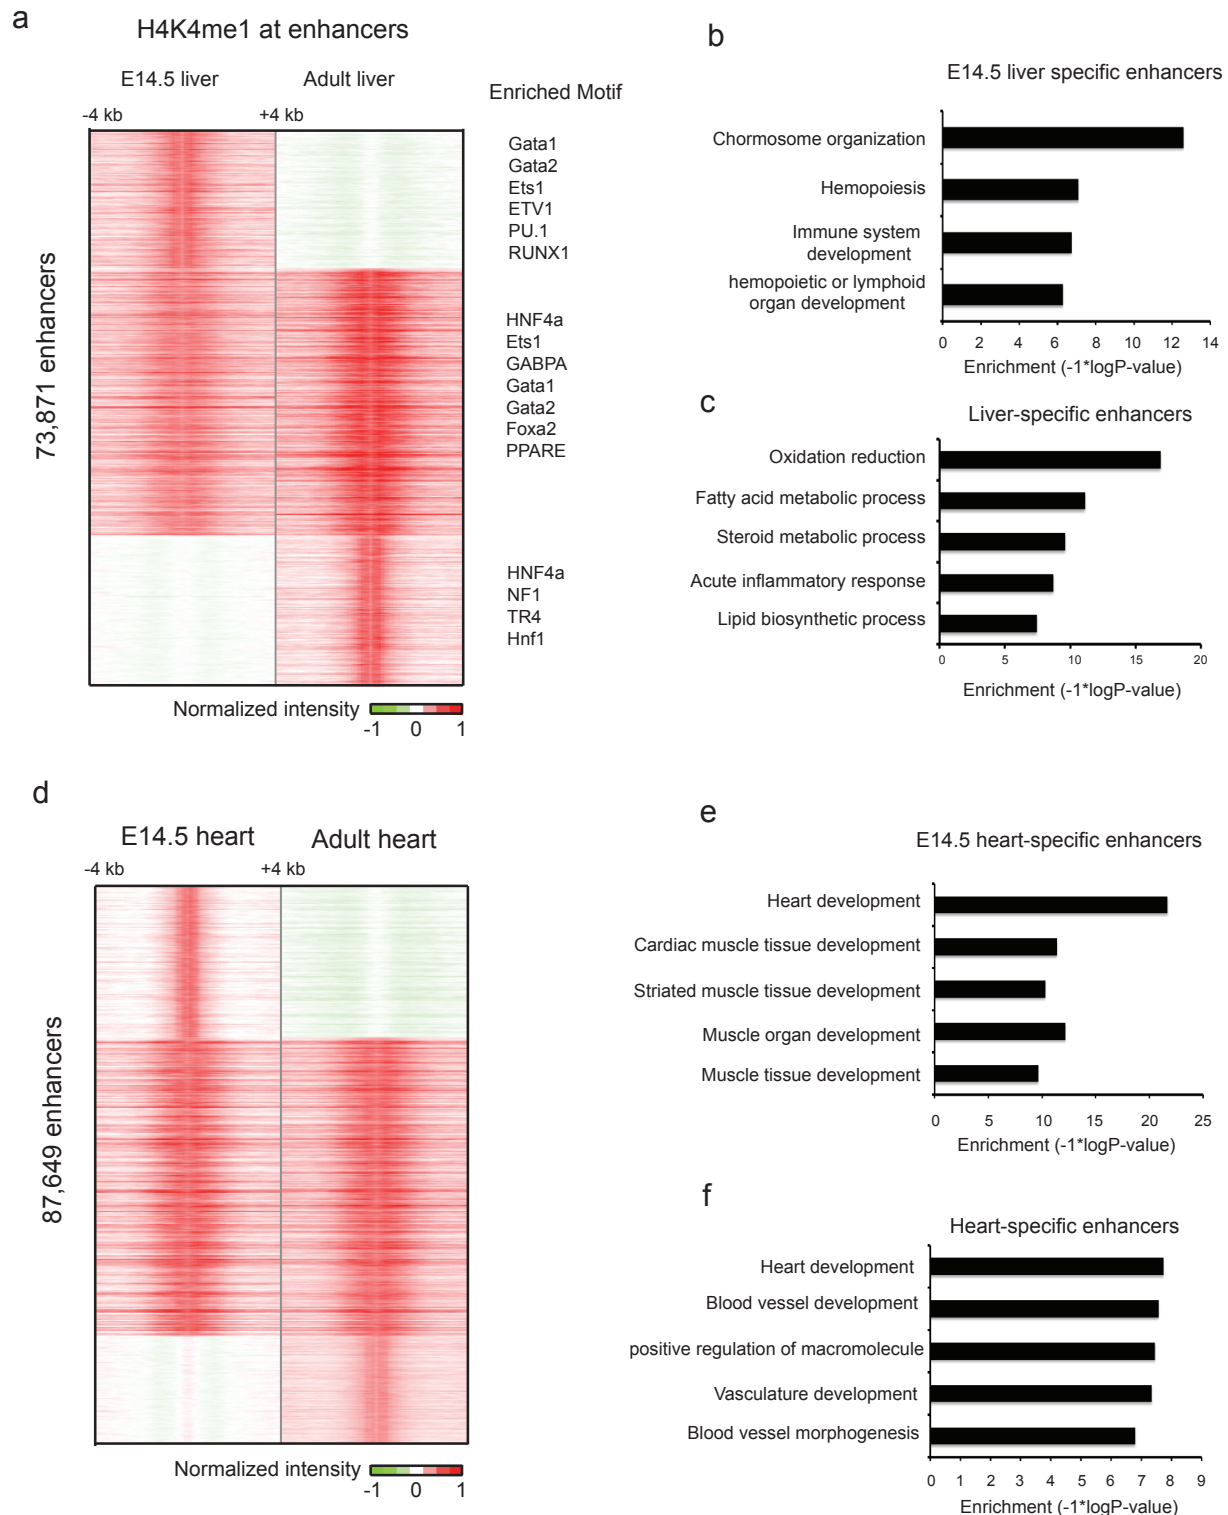 a
H4K4me1 at enhancers
E14.5 liver
Adult liver
-4 kb
+4 kb
Enriched Motif
73,871 enhancers
Gata1
Gata2
Ets1
ETV1
PU.1
RUNX1
HNF4a
Ets1
GABPA
Gata1
Gata2
Foxa2
PPARE
HNF4a
NF1
TR4
Hnf1
Normalized intensity
-1 0 1
b
E14.5 liver specific enhancers
Chormosome organization
Hemopoiesis
Immune system
development
hemopoietic or lymphoid
organ development
0 2 4 6 8 10 12 14
Enrichment (-1*logP-value)
c
Liver-specific enhancers
Oxidation reduction
Fatty acid metabolic process
Steroid metabolic process
Acute inflammatory response
Lipid biosynthetic process
0 5 10 15 20
Enrichment (-1*logP-value)
d
E14.5 heart
Adult heart
-4 kb
+4 kb
87,649 enhancers
Normalized intensity
-1 0 1
e
E14.5 heart-specific enhancers
Heart development
Cardiac muscle tissue development
Striated muscle tissue development
Muscle organ development
Muscle tissue development
0 5 10 15 20 25
Enrichment (-1*logP-value)
f
Heart-specific enhancers
Heart development
Blood vessel development
positive regulation of macromolecule
Vasculature development
Blood vessel morphogenesis
0 1 2 3 4 5 6 7 8 9
Enrichment (-1*logP-value)